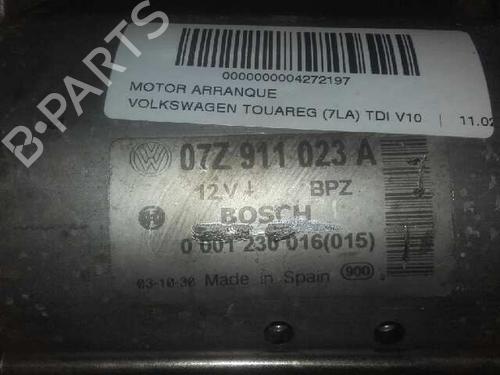 B-PARTS
0000000004272197
MOTOR ARRANQUE
VOLKSWAGEN TOUAREG (7LA) TDI V10 | 11.02
07Z 911 023 A
12V BPZ
BOSCH
0 001 230 016(015)
03-10-30 Made in Spain 900